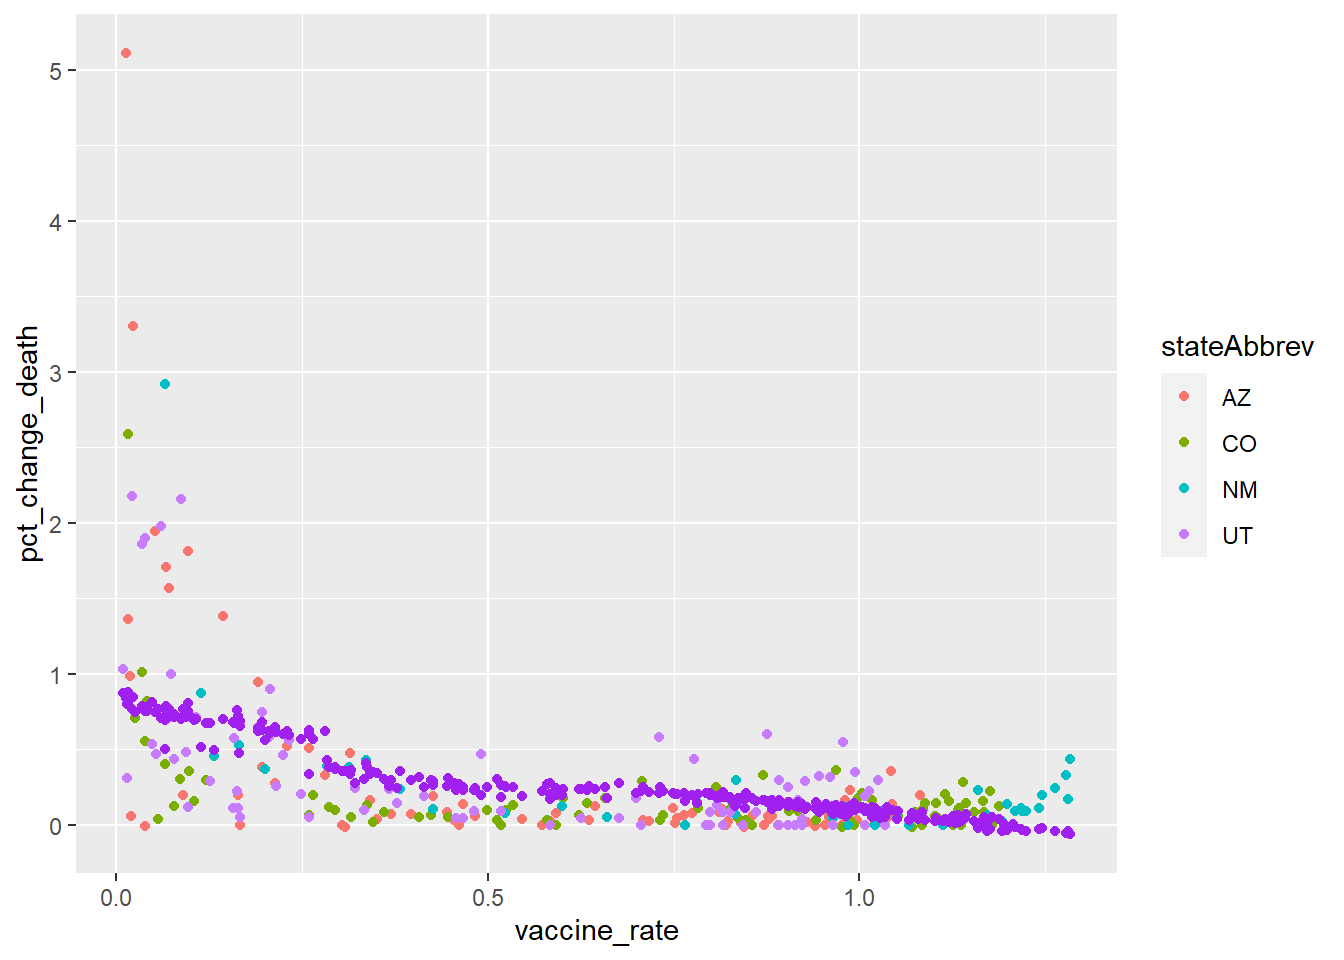 5
4
3
2
1
0
pct_change_death
0.0
0.5
1.0
vaccine_rate
stateAbbrev
AZ
CO
NM
UT